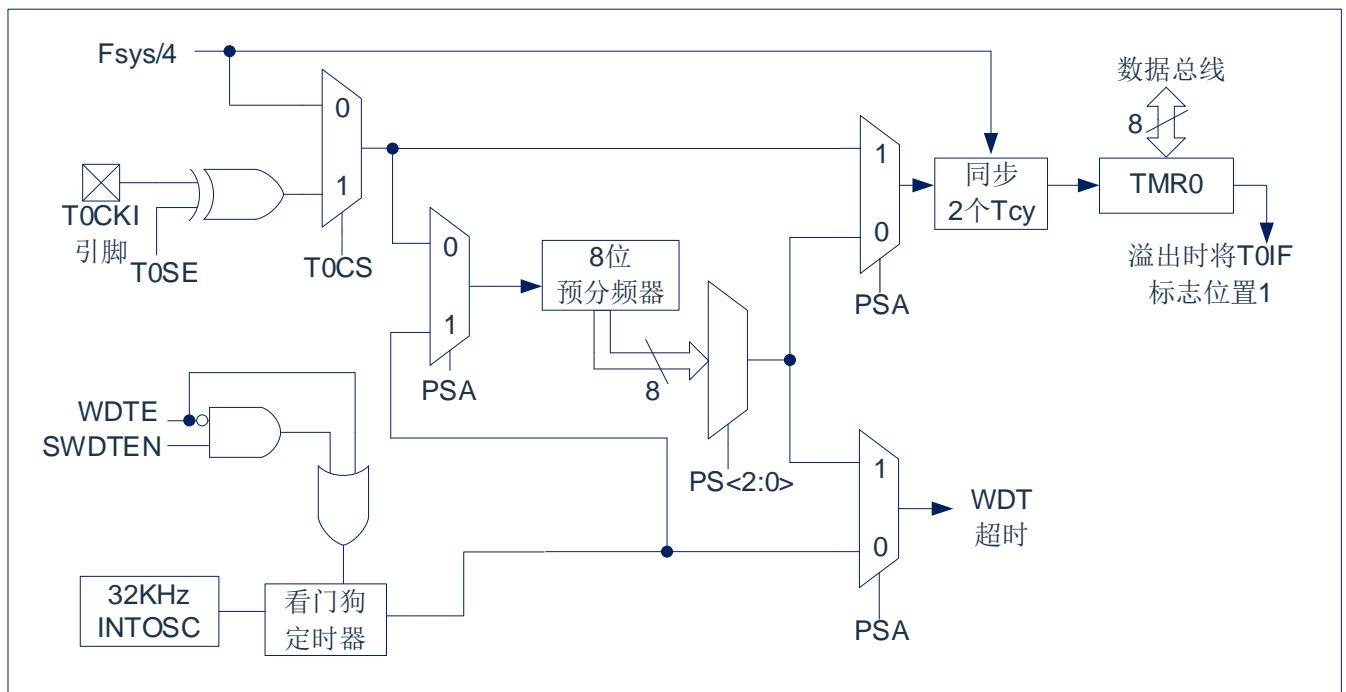 Fsys/4
数据总线
0
8
1
1
T0CKI
引脚
T0SE
T0CS
同步
2个Tcy
TMR0
0
0
8位
预分频器
溢出时将T0IF
标志位置1
PSA
1
PSA
8
WDTE
SWDTEN
PS<2:0>
1
WDT
超时
0
32KHz
INTOSC
看门狗
定时器
PSA